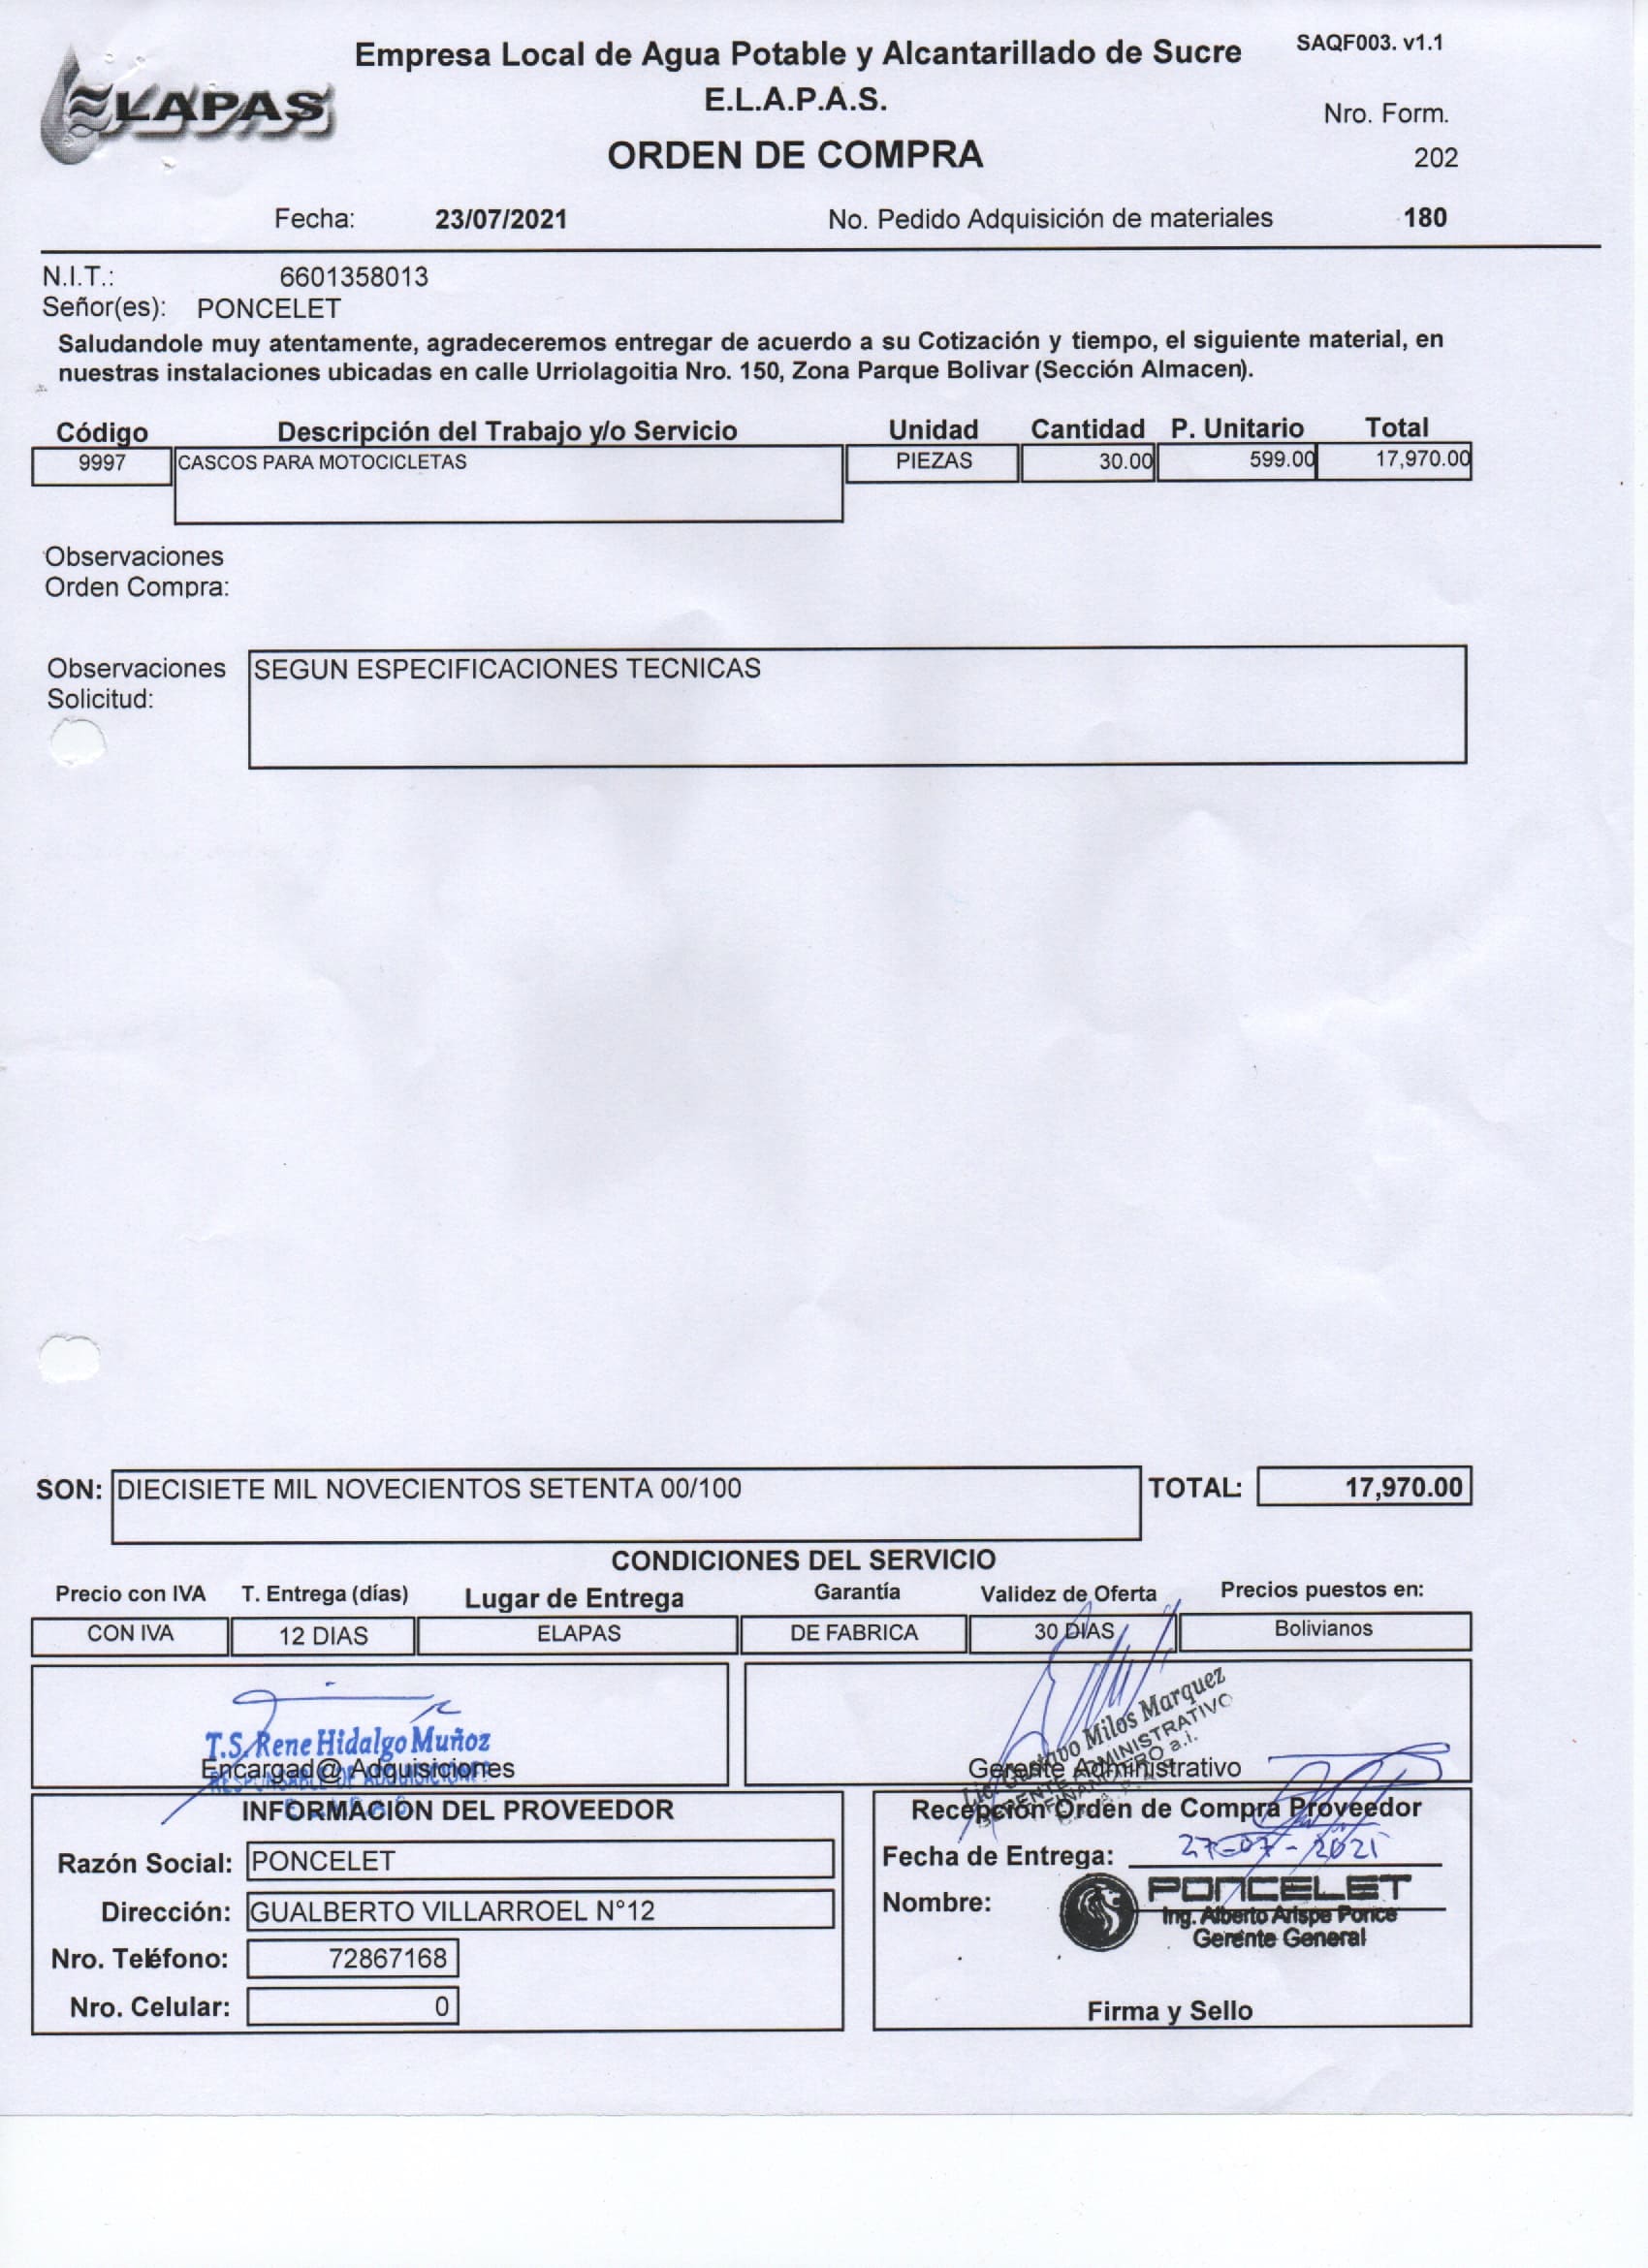 ELAPAS
Empresa Local de Agua Potable y Alcantarillado de Sucre
E.L.A.P.A.S.
ORDEN DE COMPRA
SAQF003. v1.1
Nro. Form.
202
Fecha: 23/07/2021 No. Pedido Adquisición de materiales 180
N.I.T.: 6601358013
Señor(es): PONCELET
Saludandole muy atentamente, agradeceremos entregar de acuerdo a su Cotización y tiempo, el siguiente material, en
nuestras instalaciones ubicadas en calle Urriolagoitia Nro. 150, Zona Parque Bolivar (Sección Almacen).
Código Descripción del Trabajo y/o Servicio Unidad Cantidad P. Unitario Total
9997 CASCOS PARA MOTOCICLETAS PIEZAS 30.00 599.00 17,970.00
Observaciones
Orden Compra:
Observaciones SEGUN ESPECIFICACIONES TECNICAS
Solicitud:
SON: DIECISIETE MIL NOVECIENTOS SETENTA 00/100 TOTAL: 17,970.00
CONDICIONES DEL SERVICIO
Precio con IVA T. Entrega (días) Lugar de Entrega Garantía Validez de Oferta Precios puestos en:
CON IVA 12 DIAS ELAPAS DE FABRICA 30 DIAS Bolivianos
T.S. Rene Hidalgo Muñoz
Encargad@ Adquisiciones
RESPONSABLE DE ADQUISICIONES
Lic. Gustavo Milos Marquez
GERENTE ADMINISTRATIVO
FINANCIERO a.i.
Gerente Administrativo
INFORMACION DEL PROVEEDOR
Razón Social: PONCELET
Dirección: GUALBERTO VILLARROEL N°12
Nro. Teléfono: 72867168
Nro. Celular: 0
Recepción Orden de Compra Proveedor
Fecha de Entrega: 27-07-2021
Nombre: PONCELET
Ing. Alberto Arispe Ponce
Gerente General
Firma y Sello